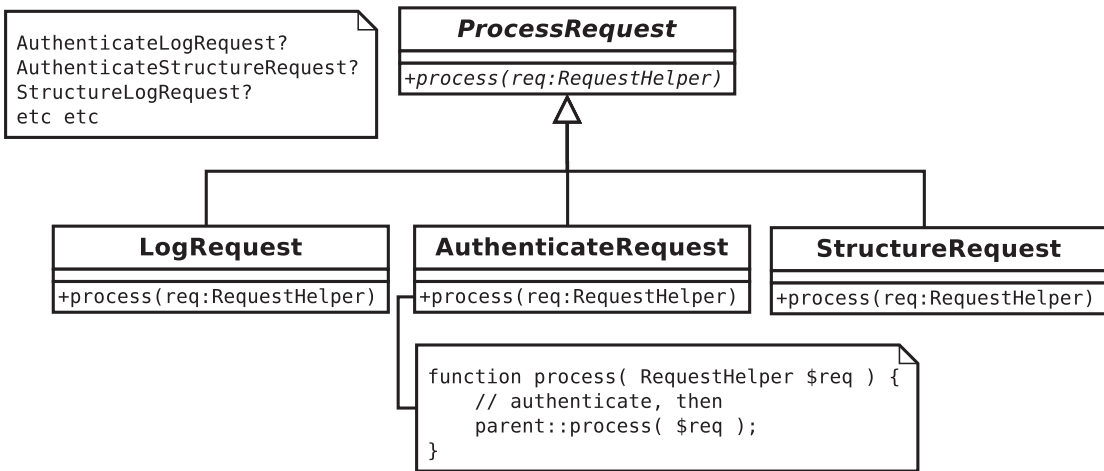 AuthenticateLogRequest?
AuthenticateStructureRequest?
StructureLogRequest?
etc etc
ProcessRequest
+process(req:RequestHelper)
LogRequest
+process(req:RequestHelper)
AuthenticateRequest
+process(req:RequestHelper)
StructureRequest
+process(req:RequestHelper)
function process( RequestHelper $req ) {
    // authenticate, then
    parent::process( $req );
}